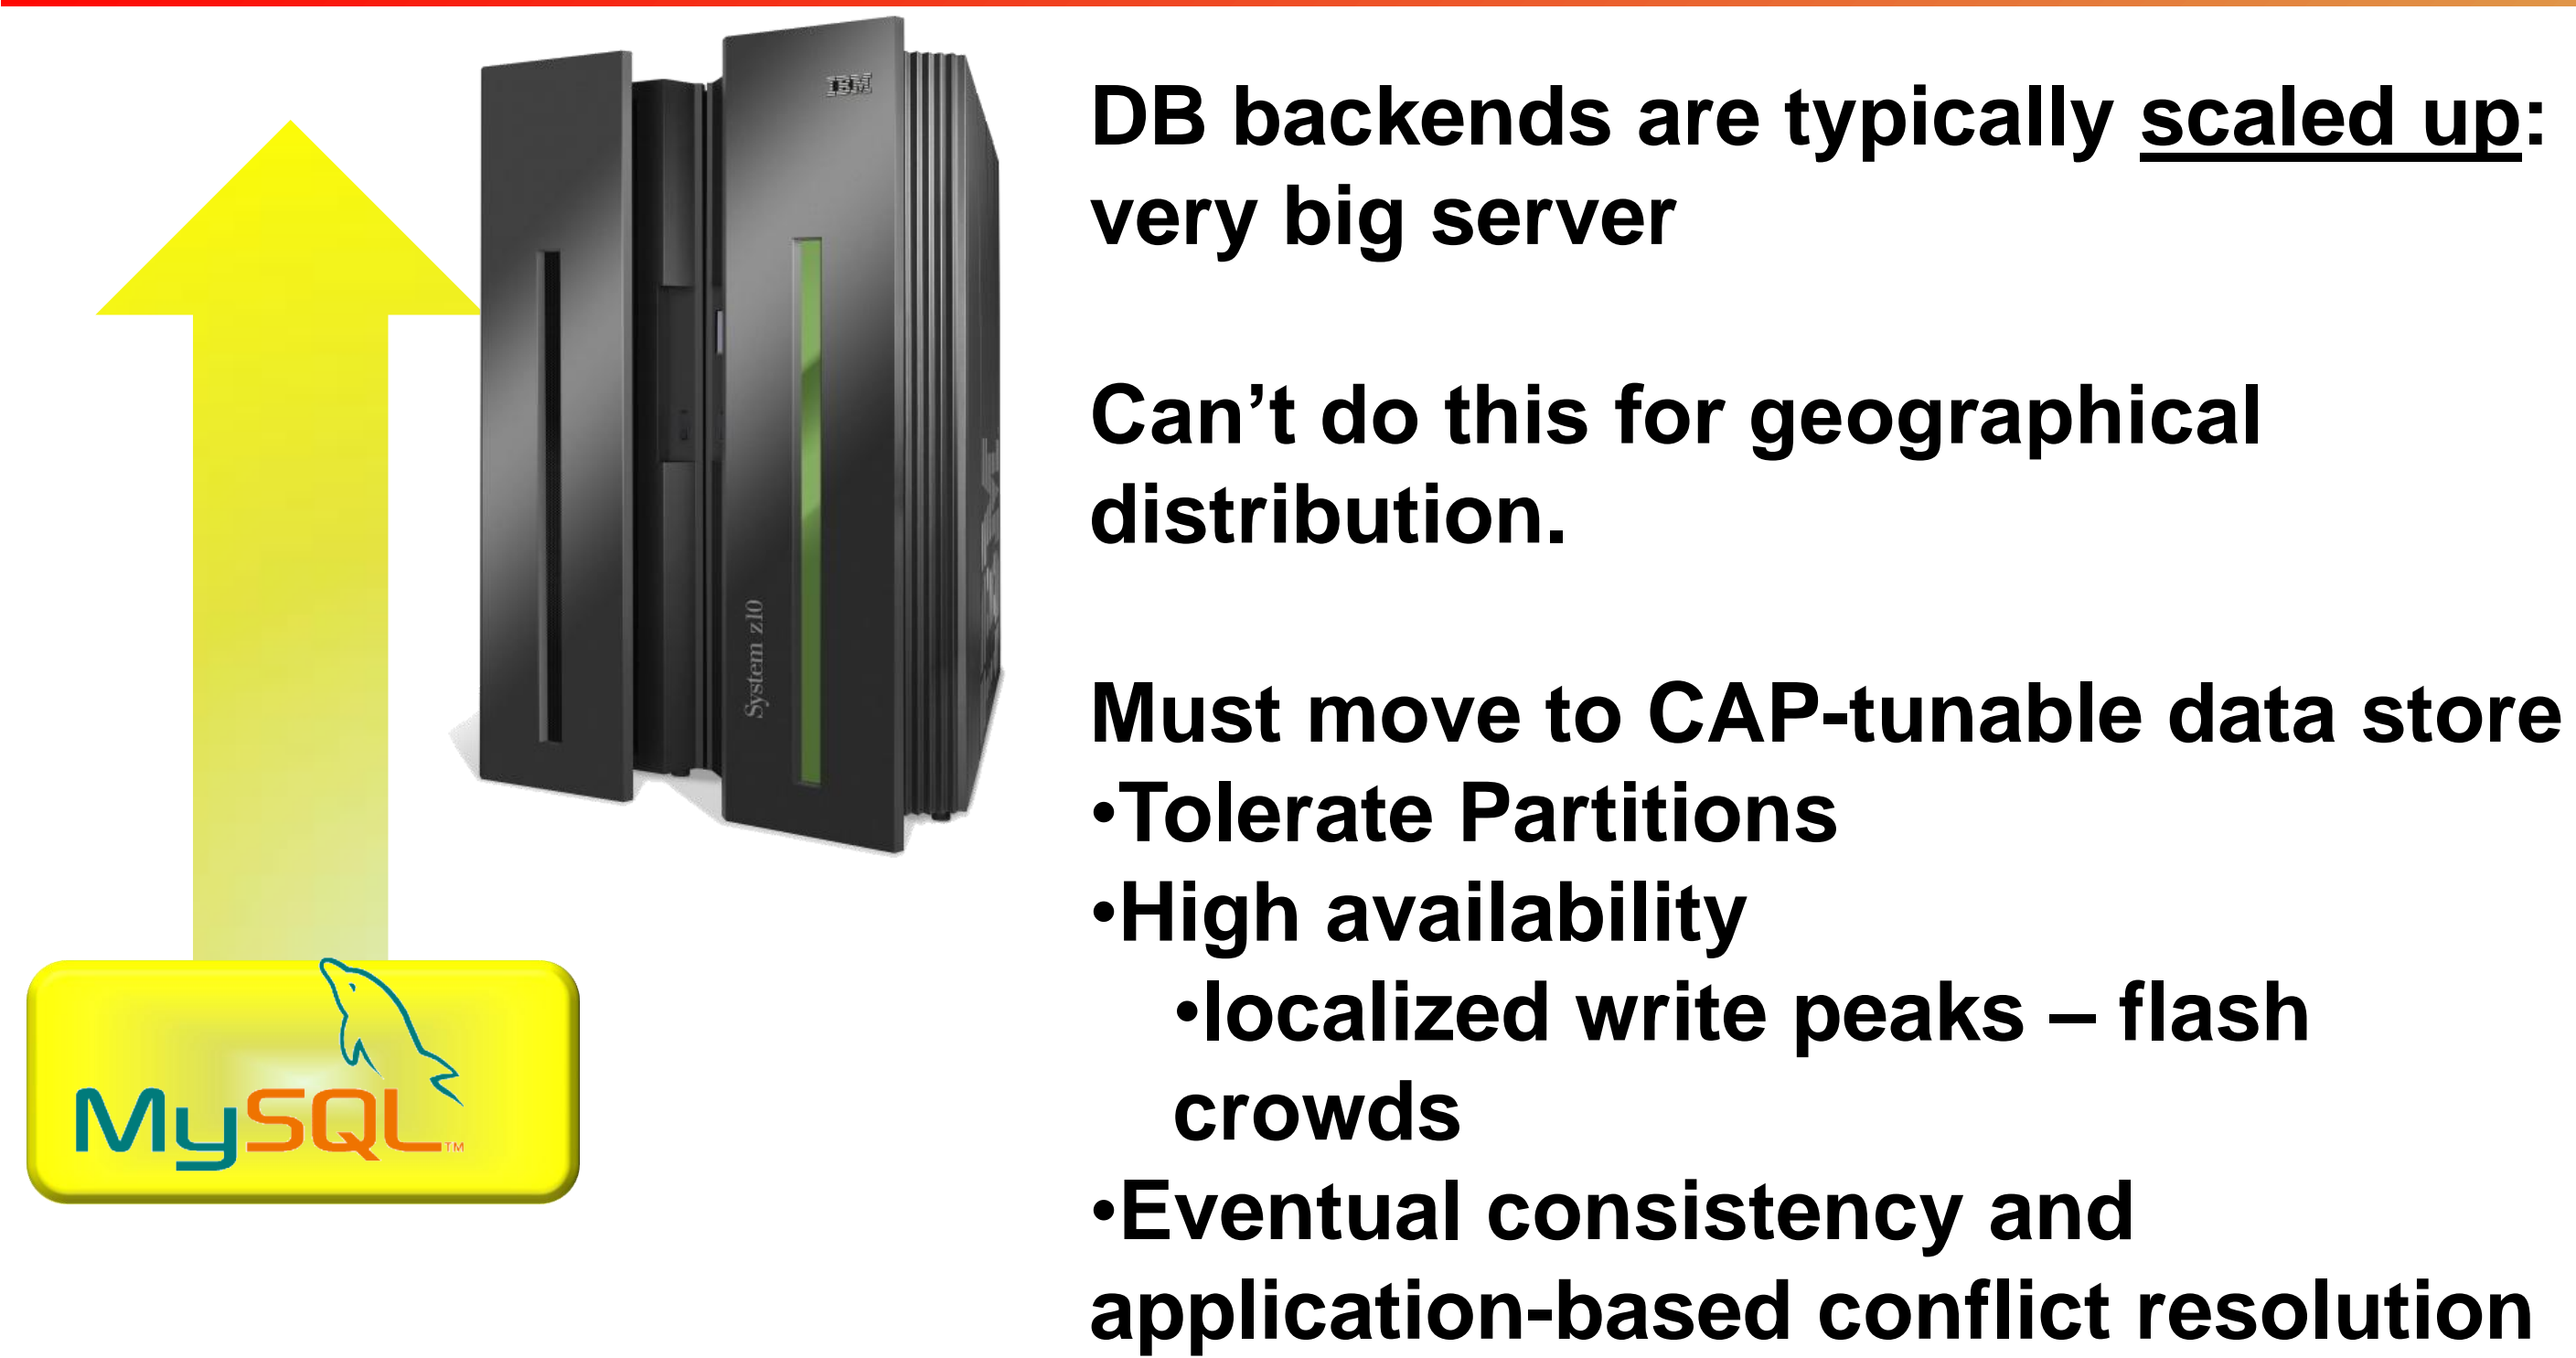 IBM
System z10
MySQL™
DB backends are typically scaled up:
very big server
Can’t do this for geographical
distribution.
Must move to CAP-tunable data store
•Tolerate Partitions
•High availability
•localized write peaks – flash
crowds
•Eventual consistency and
application-based conflict resolution